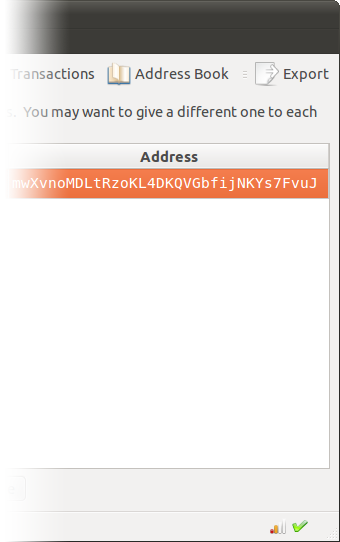 Transactions Address Book Export
You may want to give a different one to each
Address
mwXvnoMDLtRzoKL4DKQVGbfijNKYs7FvuJ